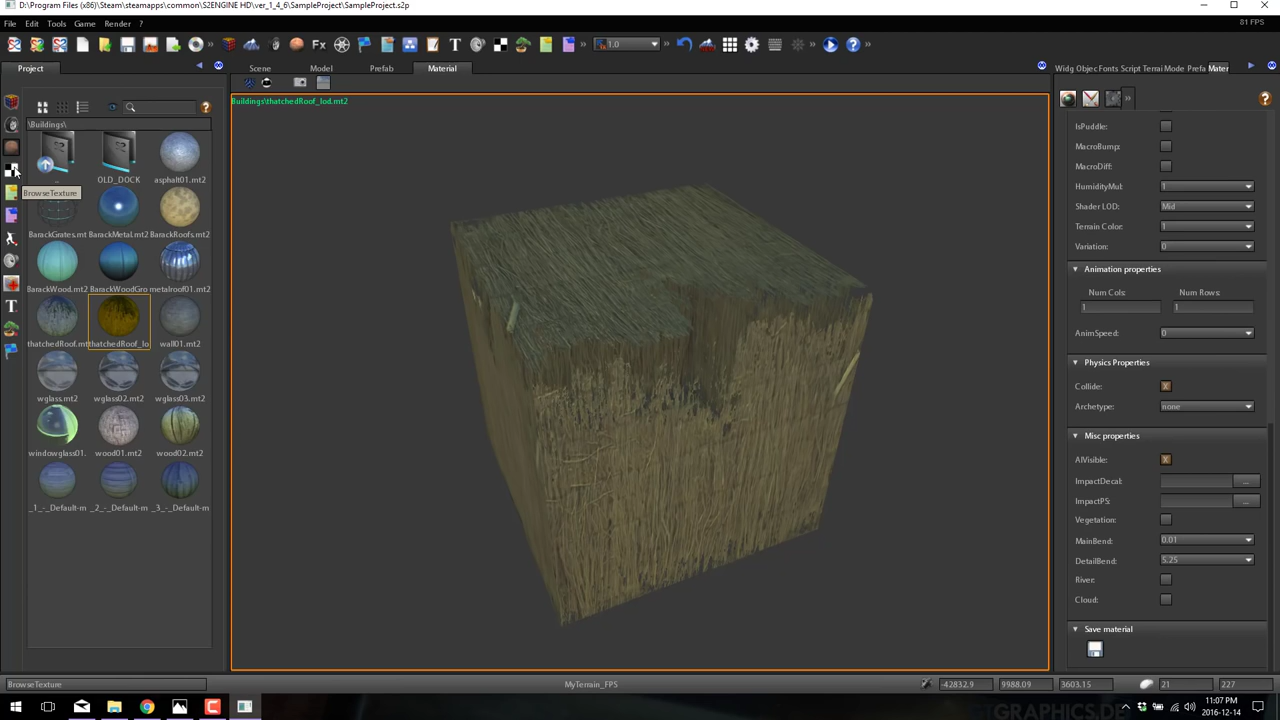 D:\Program Files (x86)\Steam\steamapps\common\S2ENGINE HD\ver_1_4_6\SampleProject\SampleProject.s2p
File Edit Tools Game Render ?
81 FPS
T Fx 1.0
Project
Scene Model Prefab Material
Widg Objec Fonts Script Terrai Mode Prefa Mater
Buildings\thatchedRoof_lod.mt2
\Buildings\
.. OLD_DOCK asphalt01.mt2
BrowseTexture
BarackGrates.mt BarackMetal.mt2 BarackRoofs.mt2
BarackWood.mt2 BarackWoodGro metalroof01.mt2
thatchedRoof.mt thatchedRoof_lo wall01.mt2
wglass.mt2 wglass02.mt2 wglass03.mt2
windowglass01. wood01.mt2 wood02.mt2
_1_-_Default-m _2_-_Default-m _3_-_Default-m
IsPuddle:
MacroBump:
MacroDiff:
HumidityMul: 1
Shader LOD: Mid
Terrain Color: 1
Variation: 0
Animation properties
Num Cols: Num Rows:
1 1
AnimSpeed: 0
Physics Properties
Collide: X
Archetype: none
Misc properties
AIVisible: X
ImpactDecal: ...
ImpactPS: ...
Vegetation:
MainBend: 0.01
DetailBend: 5.25
River:
Cloud:
Save material
BrowseTexture
MyTerrain_FPS
42832.9 9988.09 3603.15 21 227
11:07 PM
2016-12-14